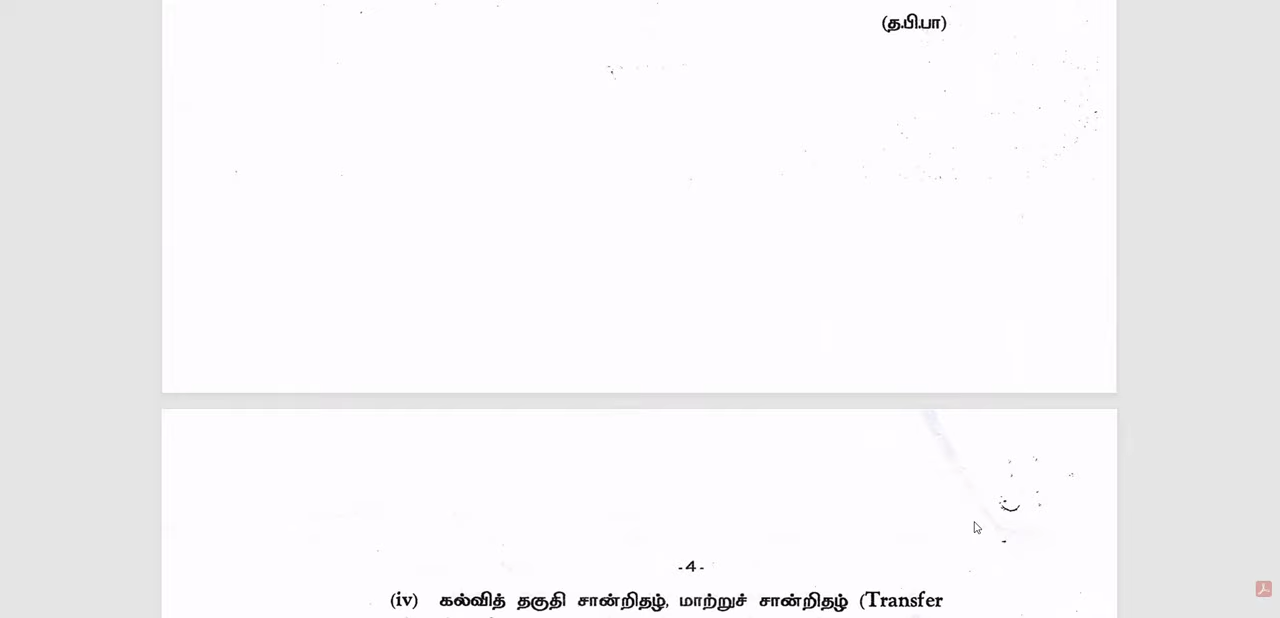 (த.பி.பா)
-4-
(iv) கல்வித் தகுதி சான்றிதழ், மாற்றுச் சான்றிதழ் (Transfer